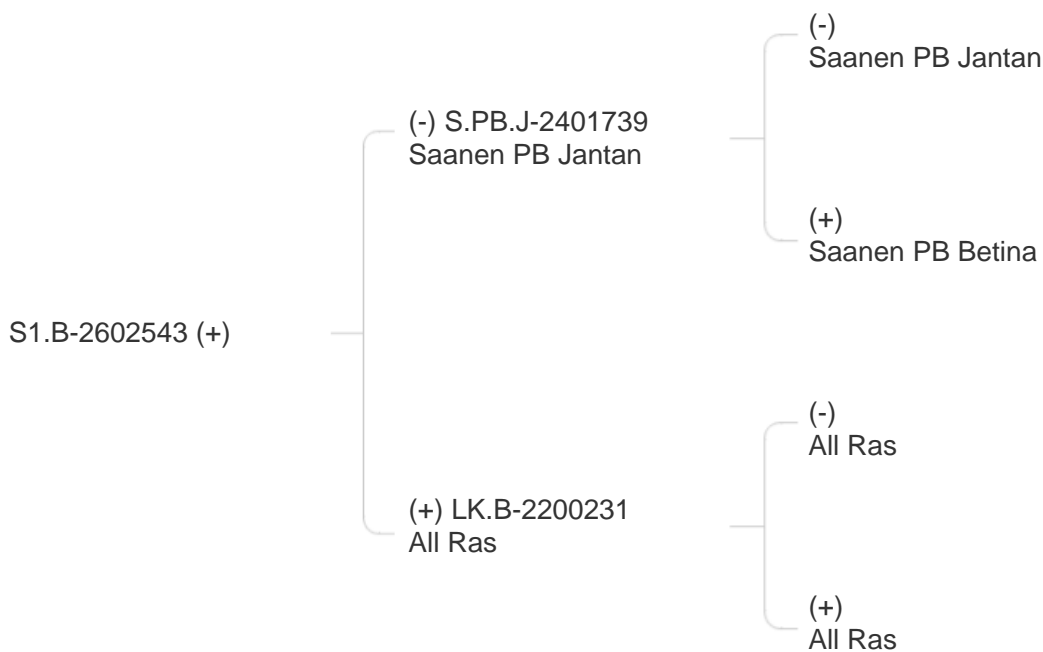 (-)
Saanen PB Jantan
(-) S.PB.J-2401739
Saanen PB Jantan
(+)
Saanen PB Betina
S1.B-2602543 (+)
(-)
All Ras
(+) LK.B-2200231
All Ras
(+)
All Ras